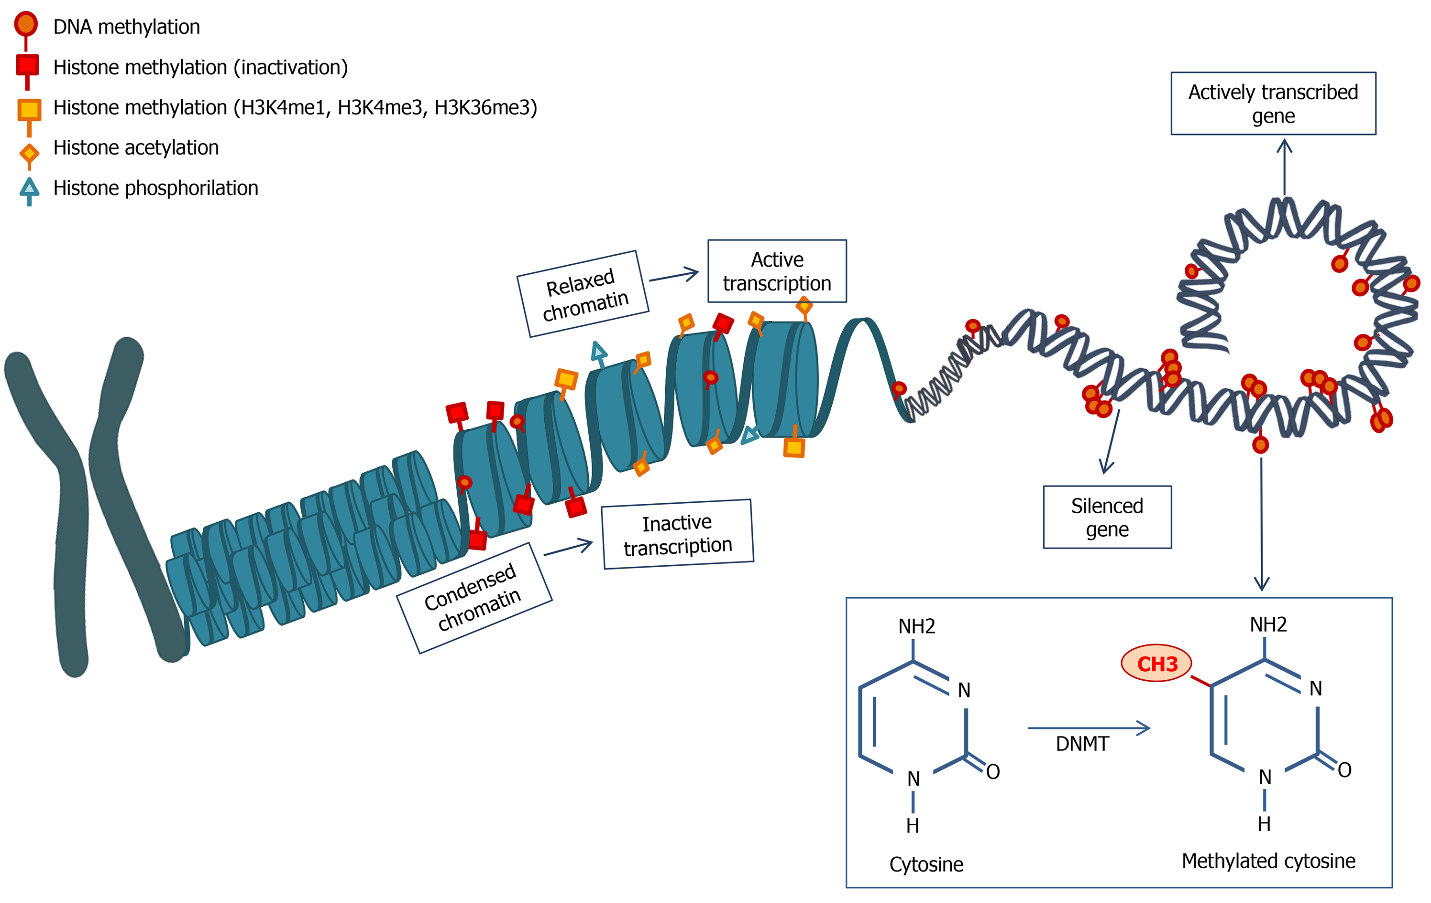 DNA methylation
Histone methylation (inactivation)
Histone methylation (H3K4me1, H3K4me3, H3K36me3)
Histone acetylation
Histone phosphorilation
Actively transcribed
gene
Relaxed
chromatin
Active
transcription
Condensed
chromatin
Inactive
transcription
Silenced
gene
NH2
N
O
N
H
Cytosine
DNMT
CH3
NH2
N
O
N
H
Methylated cytosine